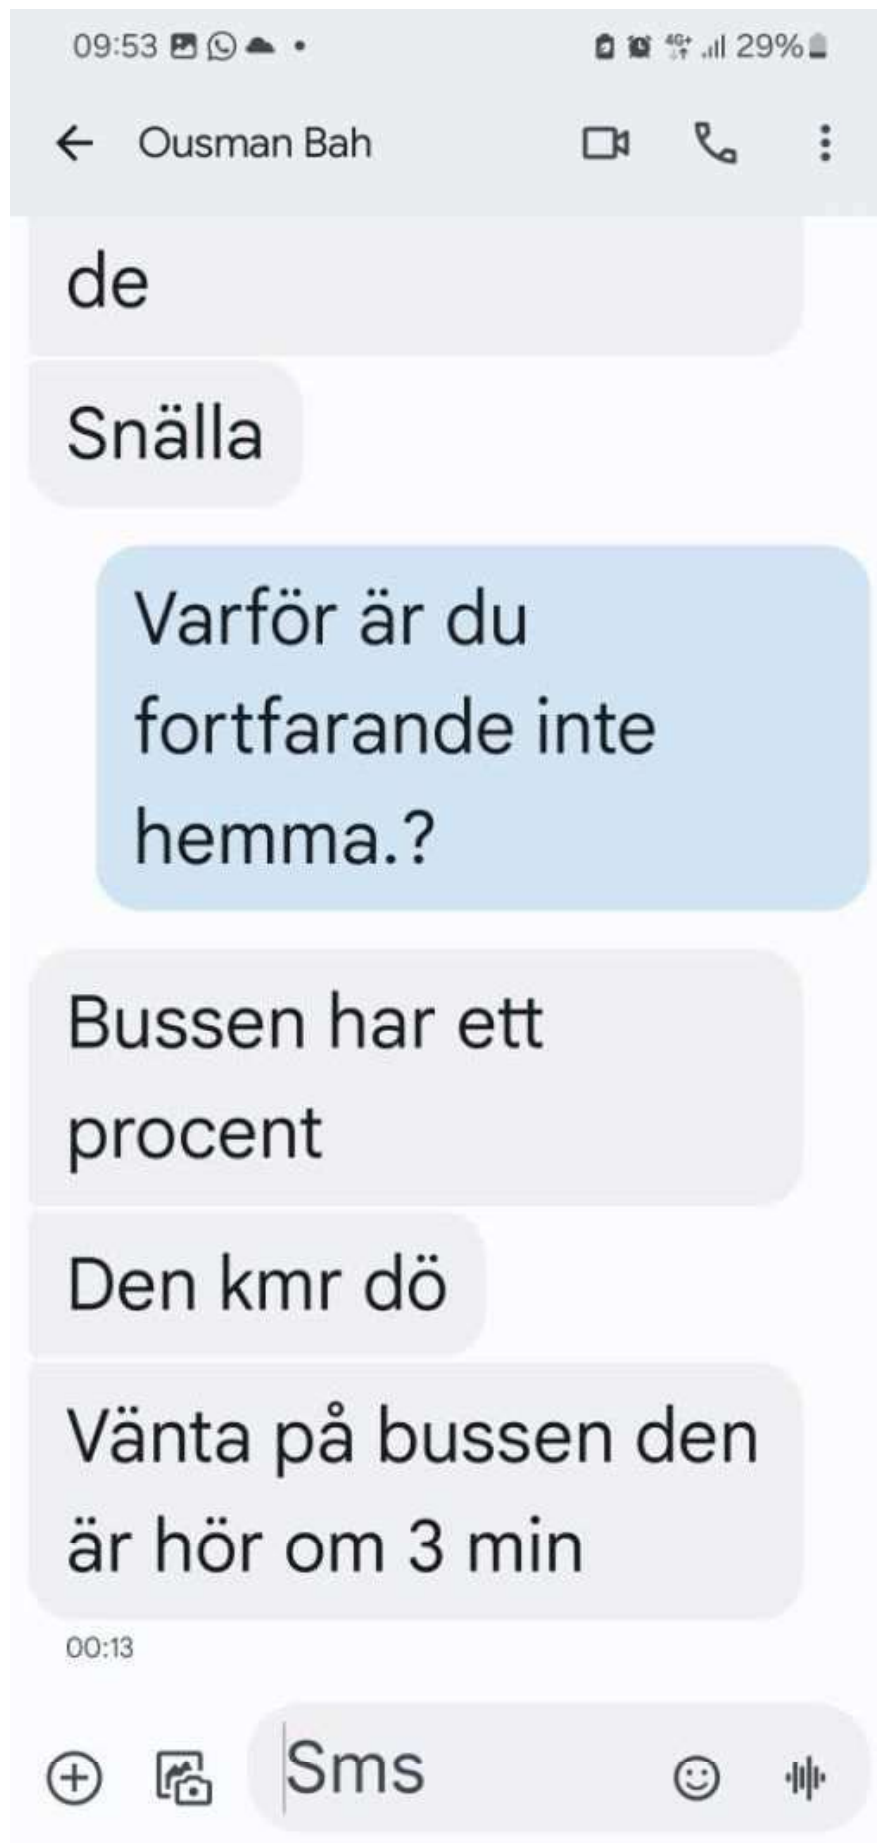 09:53
4G+ 29%
Ousman Bah
de
Snälla
Varför är du
fortfarande inte
hemma.?
Bussen har ett
procent
Den kmr dö
Vänta på bussen den
är hör om 3 min
00:13
Sms